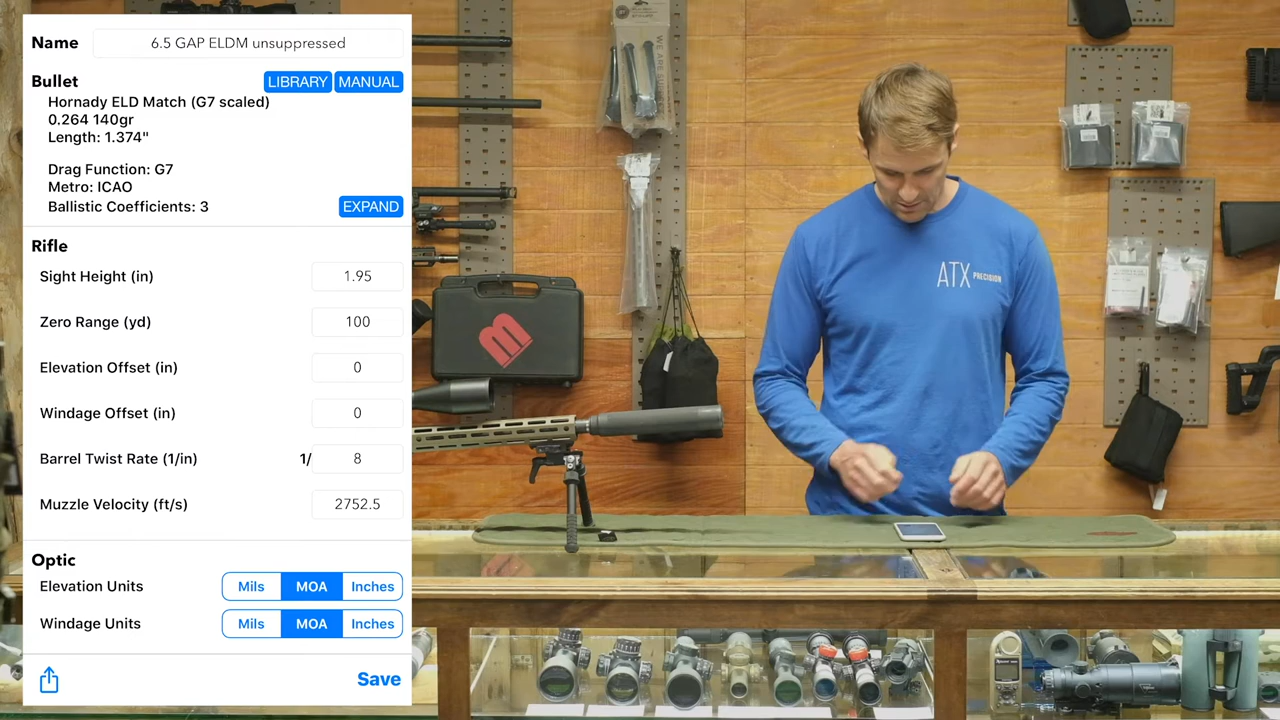 Name
6.5 GAP ELDM unsuppressed
Bullet
LIBRARY
MANUAL
Hornady ELD Match (G7 scaled)
0.264 140gr
Length: 1.374"
Drag Function: G7
Metro: ICAO
Ballistic Coefficients: 3
EXPAND
Rifle
Sight Height (in)
1.95
Zero Range (yd)
100
Elevation Offset (in)
0
Windage Offset (in)
0
Barrel Twist Rate (1/in)
1/
8
Muzzle Velocity (ft/s)
2752.5
Optic
Elevation Units
Mils
MOA
Inches
Windage Units
Mils
MOA
Inches
Save
ATX PRECISION